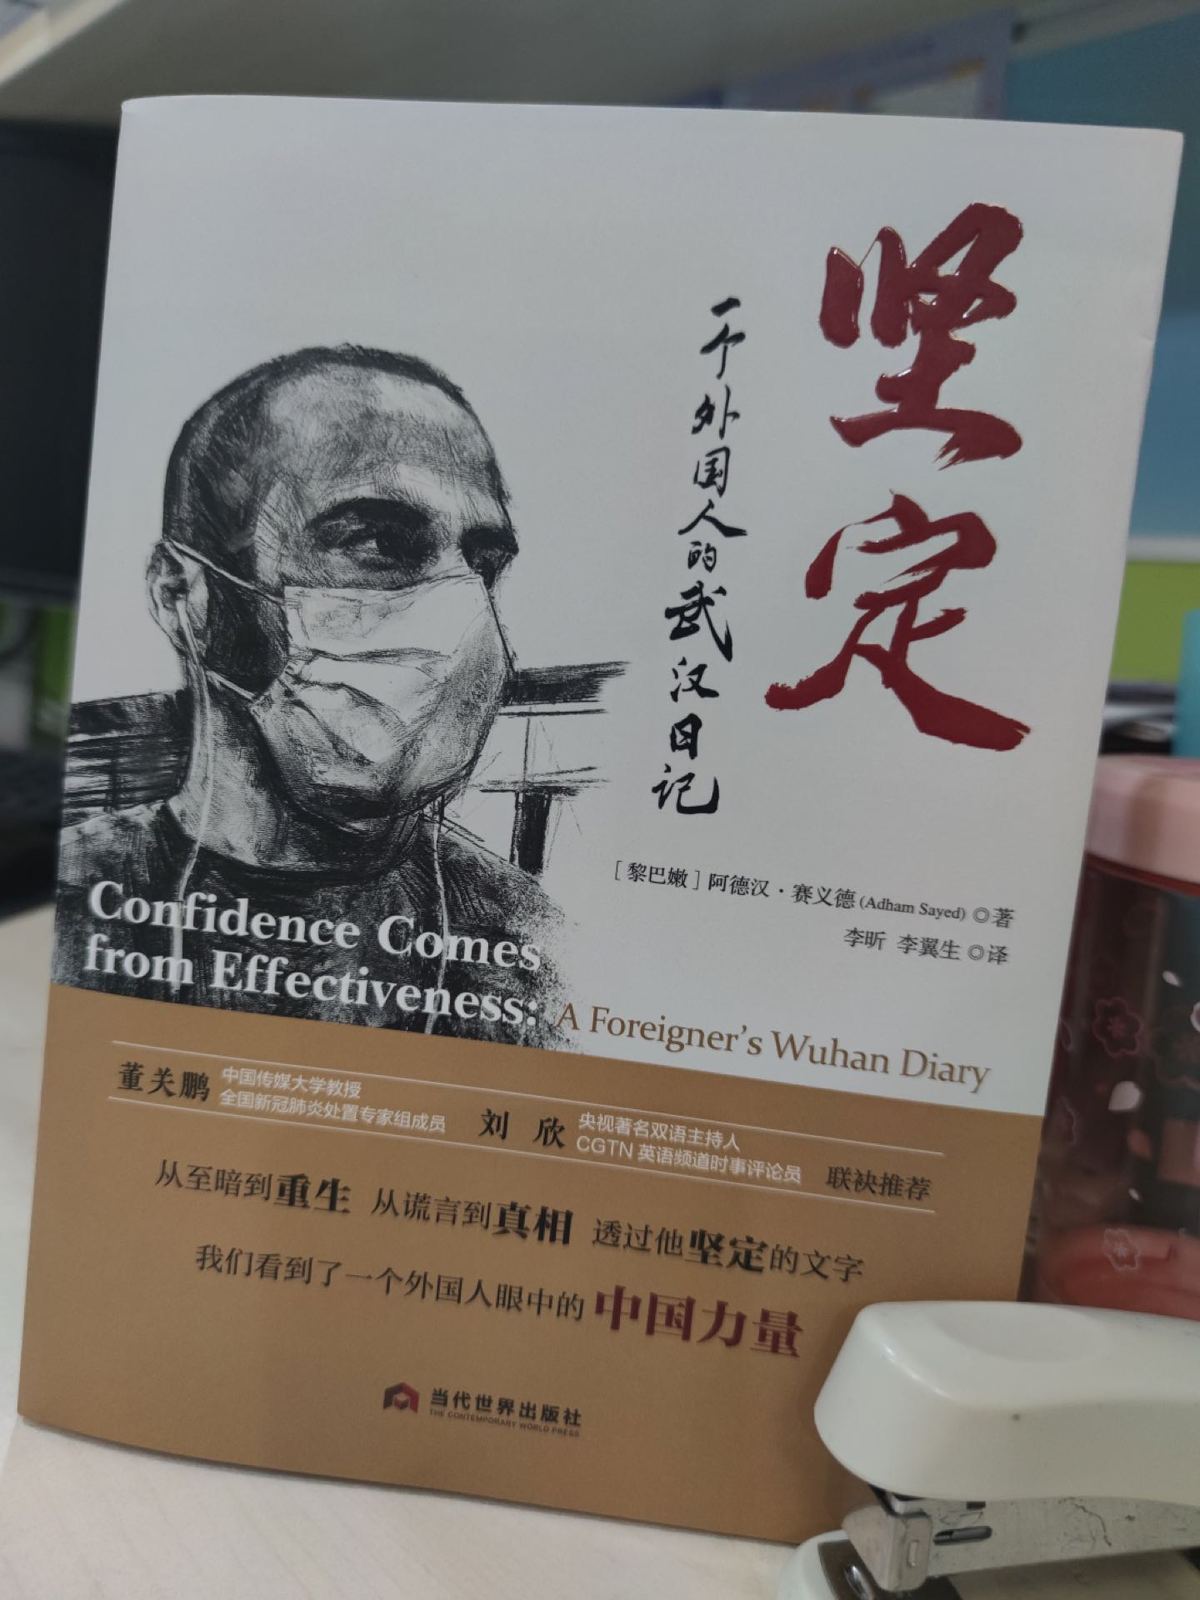 坚定
一个外国人的武汉日记
[黎巴嫩] 阿德汉·赛义德 (Adham Sayed) ◎著
李昕 李翼生 ◎译
Confidence Comes
from Effectiveness:
A Foreigner's Wuhan Diary
董关鹏 中国传媒大学教授
全国新冠肺炎处置专家组成员
刘欣 央视著名双语主持人
CGTN 英语频道时事评论员
联袂推荐
从至暗到重生 从谎言到真相 透过他坚定的文字
我们看到了一个外国人眼中的中国力量
当代世界出版社
THE CONTEMPORARY WORLD PRESS